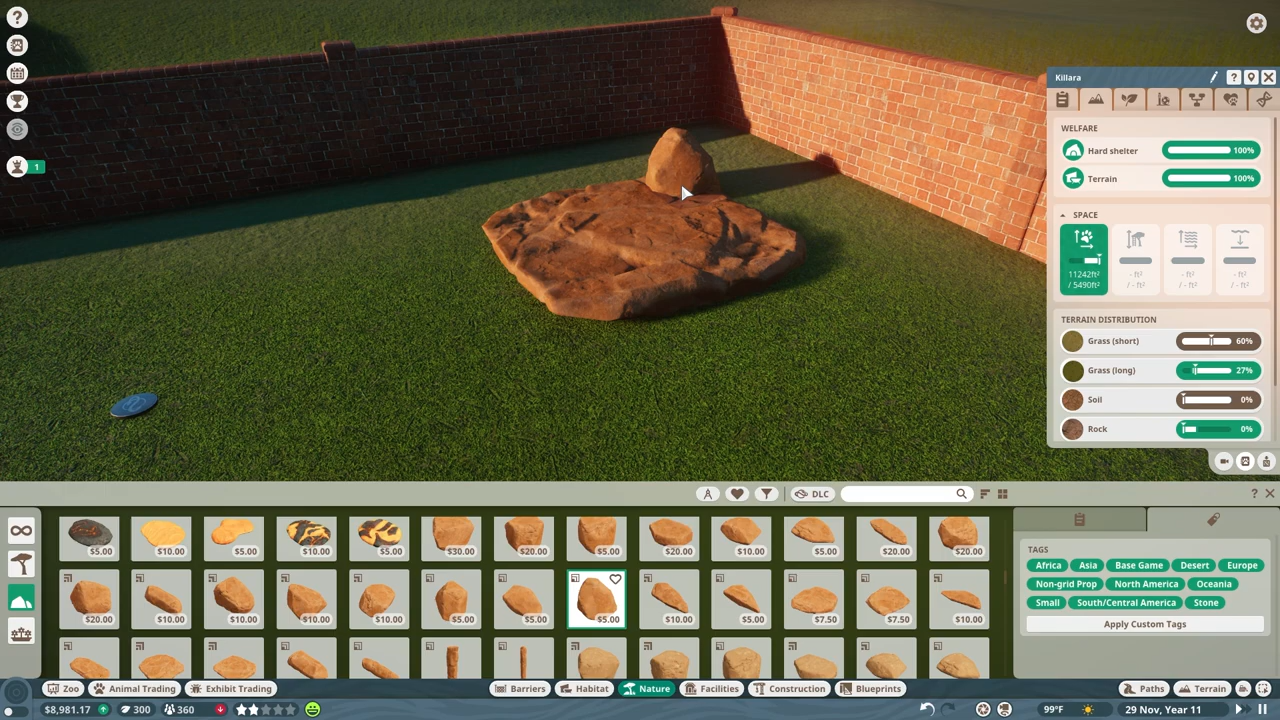 ?
1
Killara
?
WELFARE
Hard shelter 100%
Terrain 100%
SPACE
11242ft² / 5490ft²
- ft² / - ft²
- ft² / - ft²
- ft² / - ft²
TERRAIN DISTRIBUTION
Grass (short) 60%
Grass (long) 27%
Soil 0%
Rock 0%
DLC
?
$5.00 $10.00 $5.00 $10.00 $5.00 $30.00 $20.00 $5.00 $20.00 $10.00 $5.00 $20.00 $20.00
$20.00 $10.00 $10.00 $10.00 $10.00 $5.00 $5.00 $5.00 $10.00 $5.00 $7.50 $7.50 $10.00
TAGS
Africa Asia Base Game Desert Europe
Non-grid Prop North America Oceania
Small South/Central America Stone
Apply Custom Tags
Zoo Animal Trading Exhibit Trading Barriers Habitat Nature Facilities Construction Blueprints Paths Terrain
$8,981.17 300 360 99°F 29 Nov, Year 11